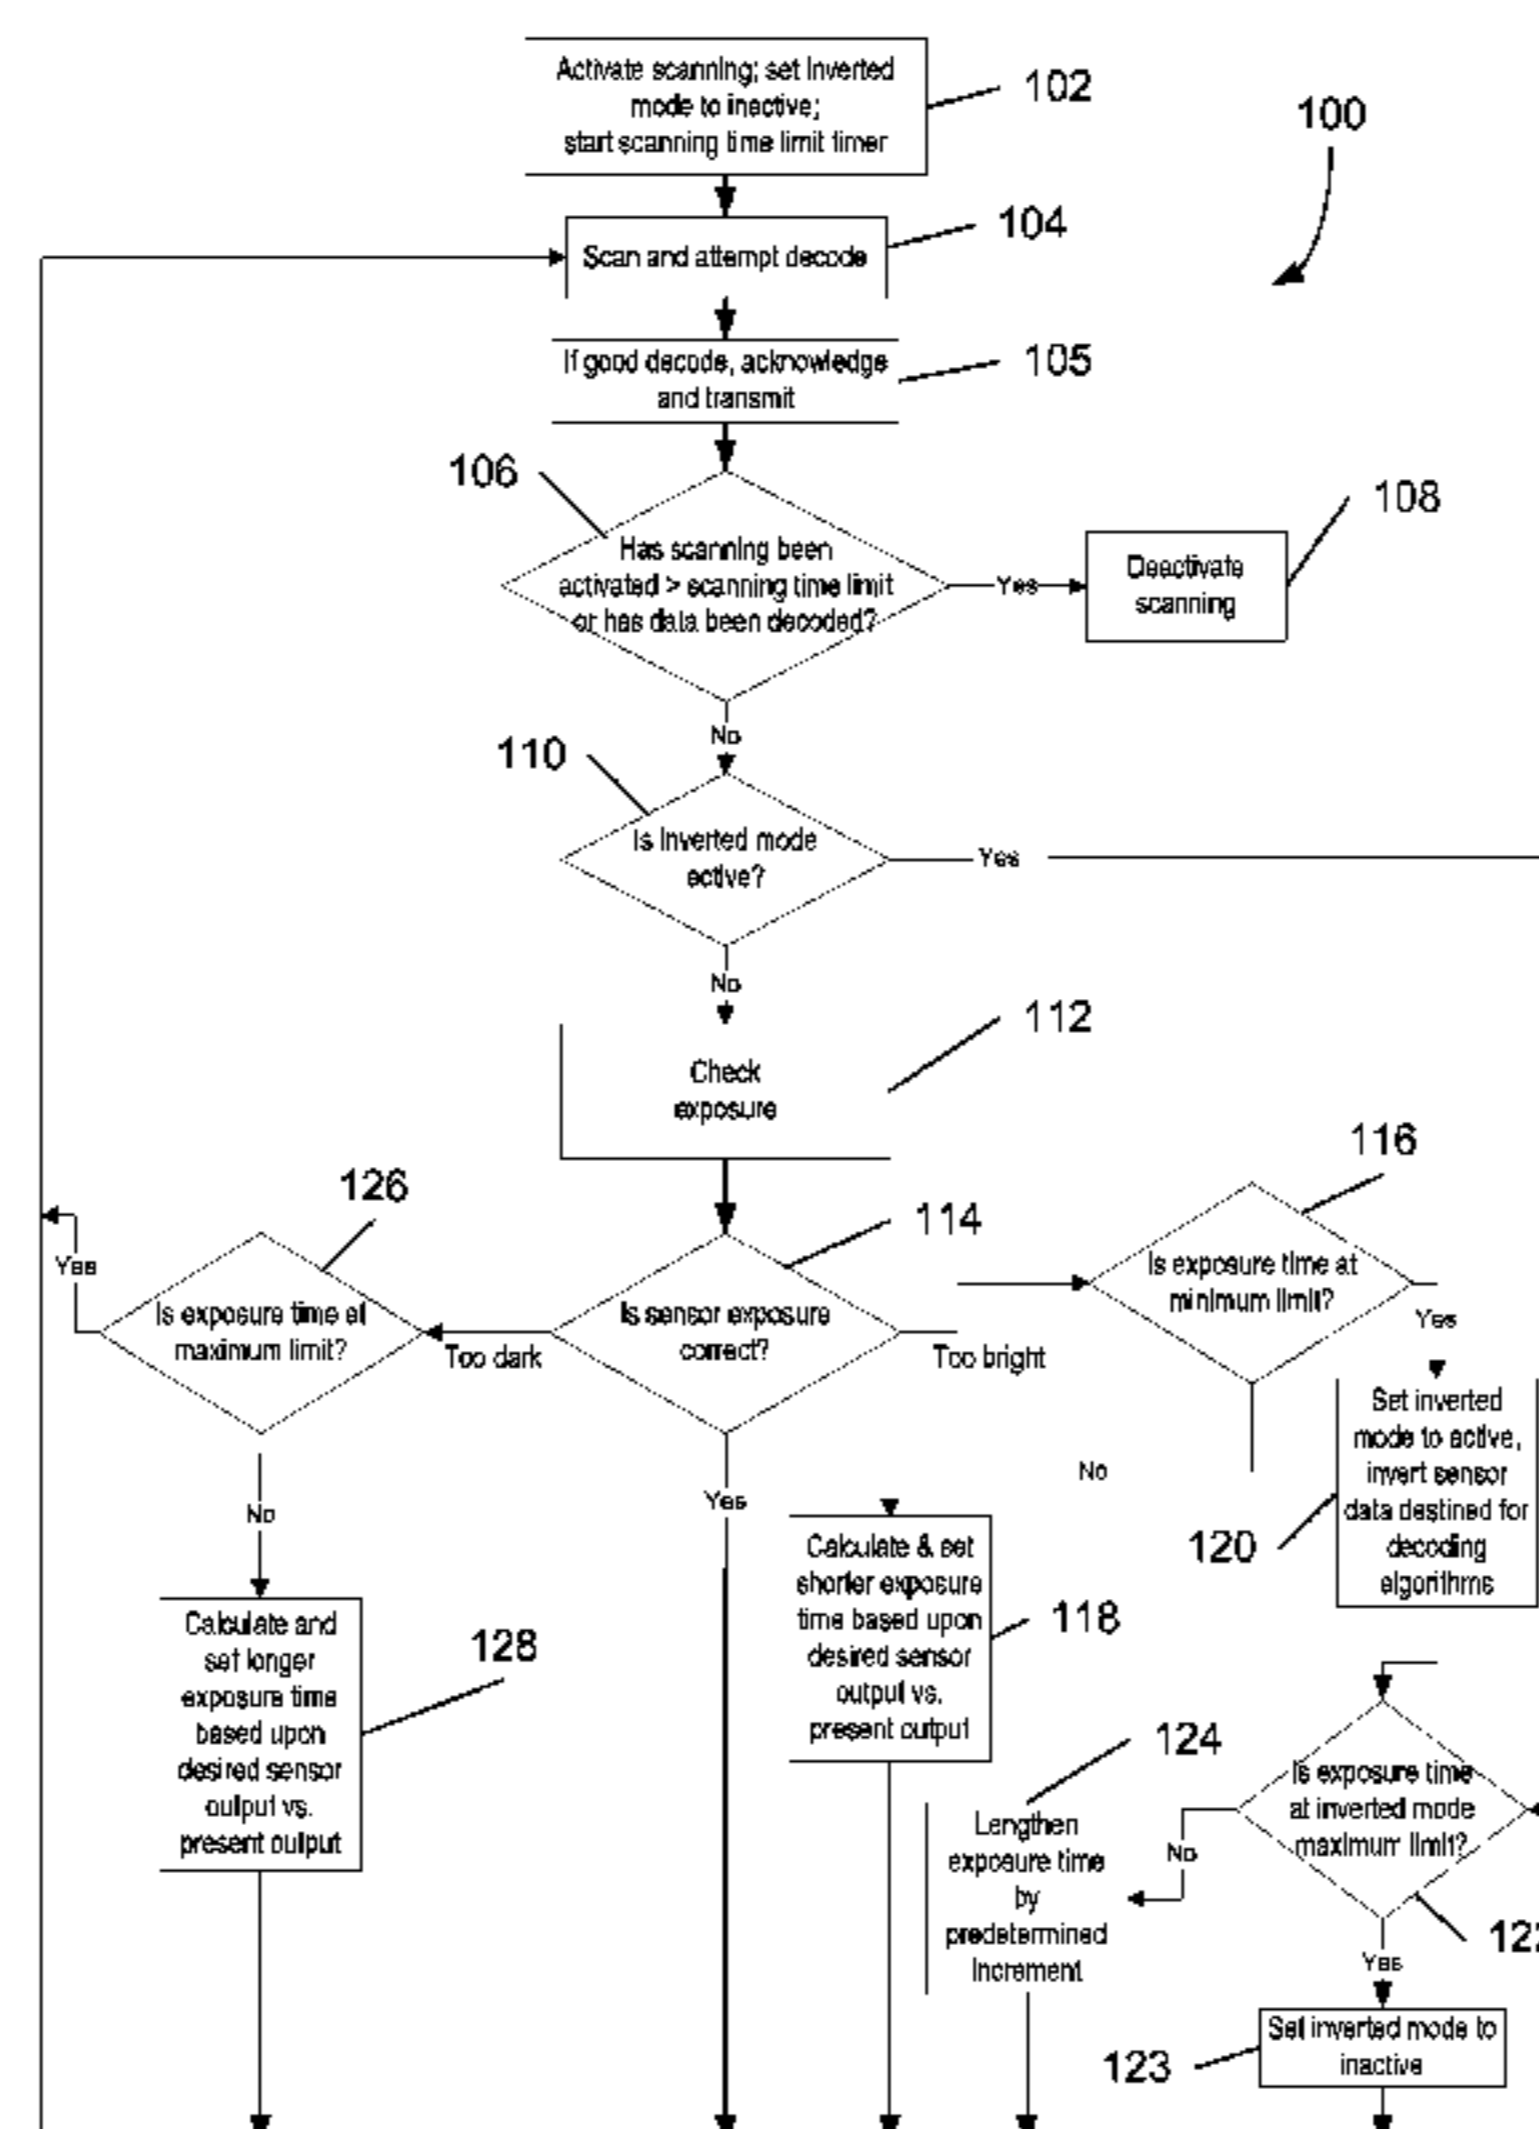 Activate scanning; set Inverted
mode to inactive;
start scanning time limit timer
102
100
Scan and attempt decode
104
If good decode, acknowledge
and transmit
105
106
Has scanning been
activated > scanning time limit
or has data been decoded?
Yes
Deactivate
scanning
108
No
110
Is Inverted mode
active?
Yes
No
Check
exposure
112
116
Is exposure time at
minimum limit?
Yes
No
126
Is exposure time at
maximum limit?
Yes
Too dark
114
Is sensor exposure
correct?
Too bright
Yes
No
Set inverted
mode to active,
invert sensor
data destined for
decoding
algorithms
120
Calculate & set
shorter exposure
time based upon
desired sensor
output vs.
present output
118
Calculate and
set longer
exposure time
based upon
desired sensor
output vs.
present output
128
124
Lengthen
exposure time
by
predetermined
Increment
Is exposure time
at inverted mode
maximum limit?
No
122
Yes
Set inverted mode to
inactive
123